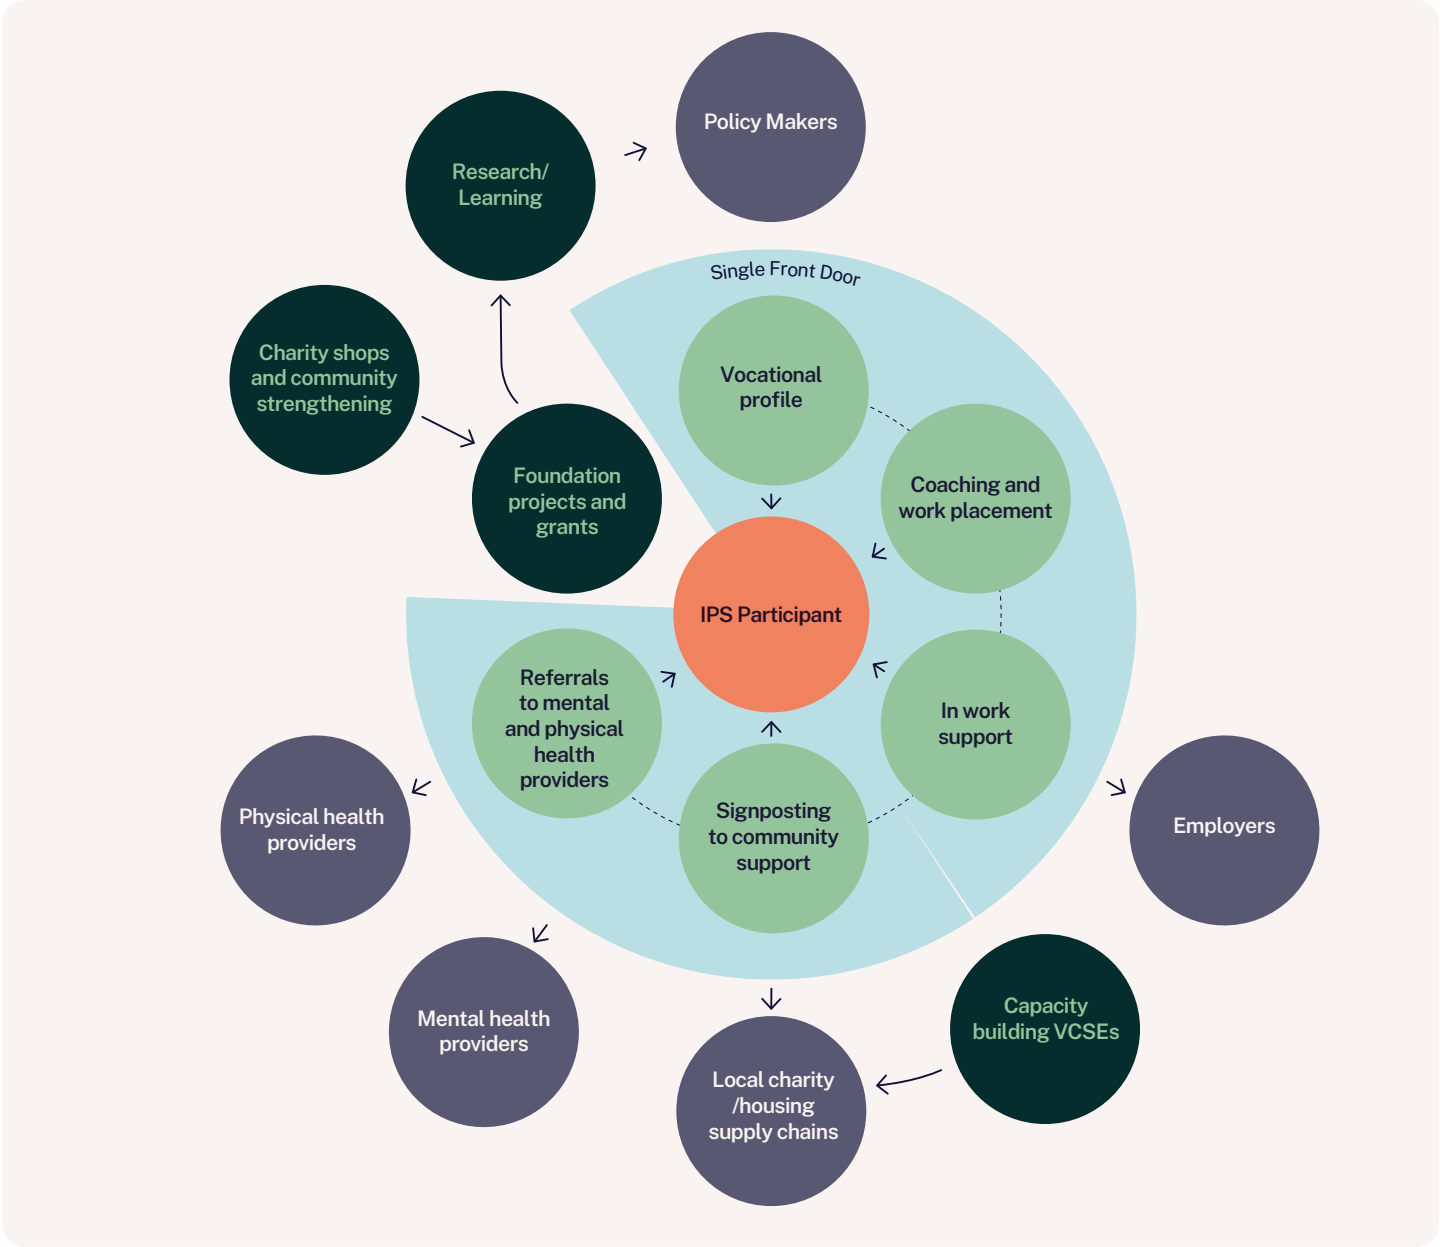 Policy Makers
Research/
Learning
Single Front Door
Charity shops
and community
strengthening
Vocational
profile
Foundation
projects and
grants
Coaching and
work placement
IPS Participant
Referrals
to mental
and physical
health
providers
In work
support
Signposting
to community
support
Physical health
providers
Employers
Mental health
providers
Capacity
building VCSEs
Local charity
/housing
supply chains